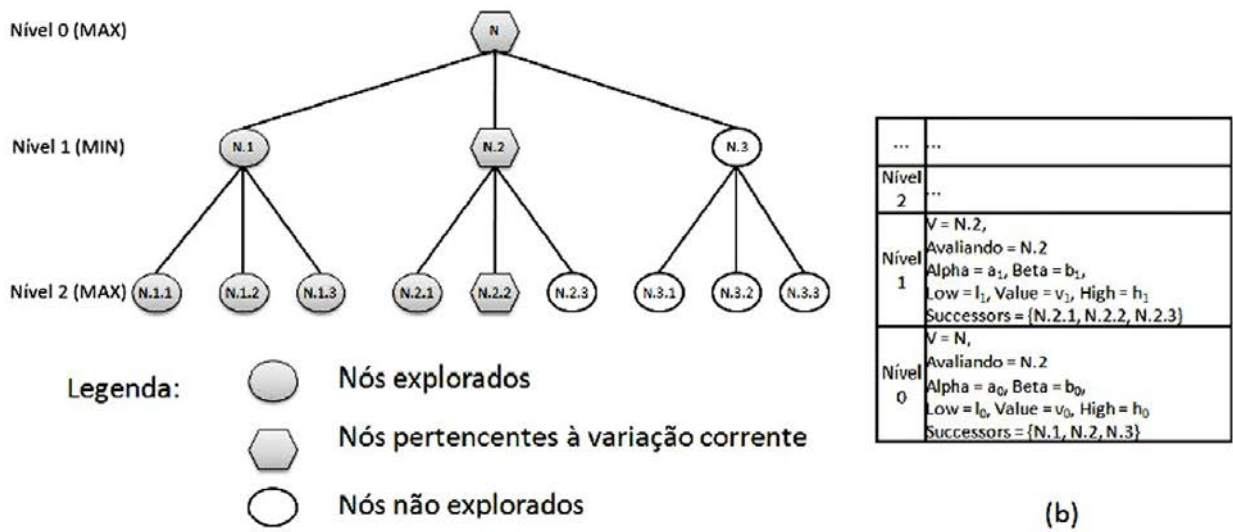 Nível 0 (MAX)
N
Nível 1 (MIN)
N.1
N.2
N.3
Nível 2 (MAX)
N.1.1
N.1.2
N.1.3
N.2.1
N.2.2
N.2.3
N.3.1
N.3.2
N.3.3
Legenda:
Nós explorados
Nós pertencentes à variação corrente
Nós não explorados
...
...
Nível
2
...
Nível
1
V = N.2,
Avaliando = N.2
Alpha = a₁, Beta = b₁,
Low = l₁, Value = v₁, High = h₁
Successors = {N.2.1, N.2.2, N.2.3}
Nível
0
V = N,
Avaliando = N.2
Alpha = a₀, Beta = b₀,
Low = l₀, Value = v₀, High = h₀
Successors = {N.1, N.2, N.3}
(b)